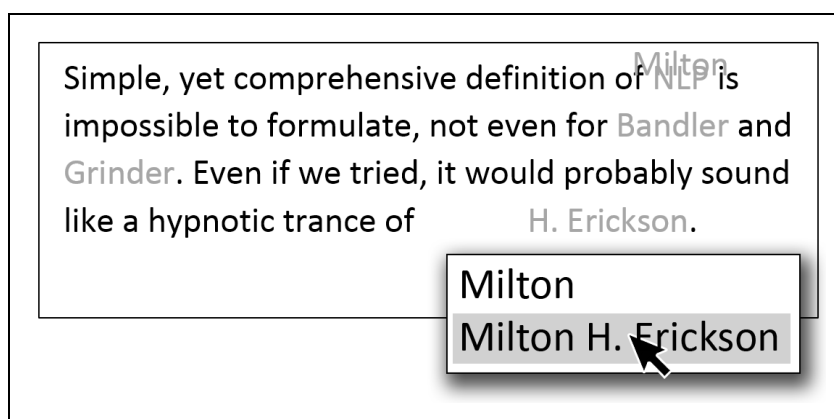 Milton
Simple, yet comprehensive definition of NLP is
impossible to formulate, not even for Bandler and
Grinder. Even if we tried, it would probably sound
like a hypnotic trance of H. Erickson.
Milton
Milton H. Erickson